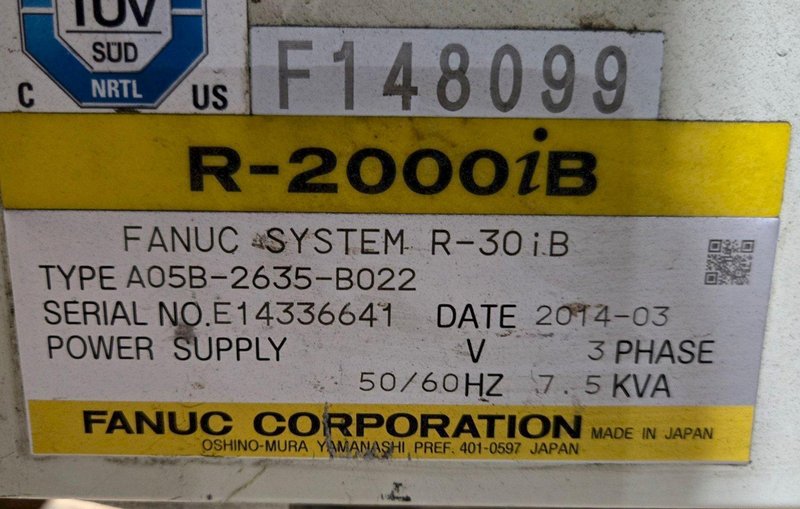 TÜV
SÜD
NRTL
C US
F148099
R-2000iB
FANUC SYSTEM R-30iB
TYPE A05B-2635-B022
SERIAL NO.E14336641 DATE 2014-03
POWER SUPPLY V 3 PHASE
50/60HZ 7.5KVA
FANUC CORPORATION MADE IN JAPAN
OSHINO-MURA YAMANASHI PREF. 401-0597 JAPAN